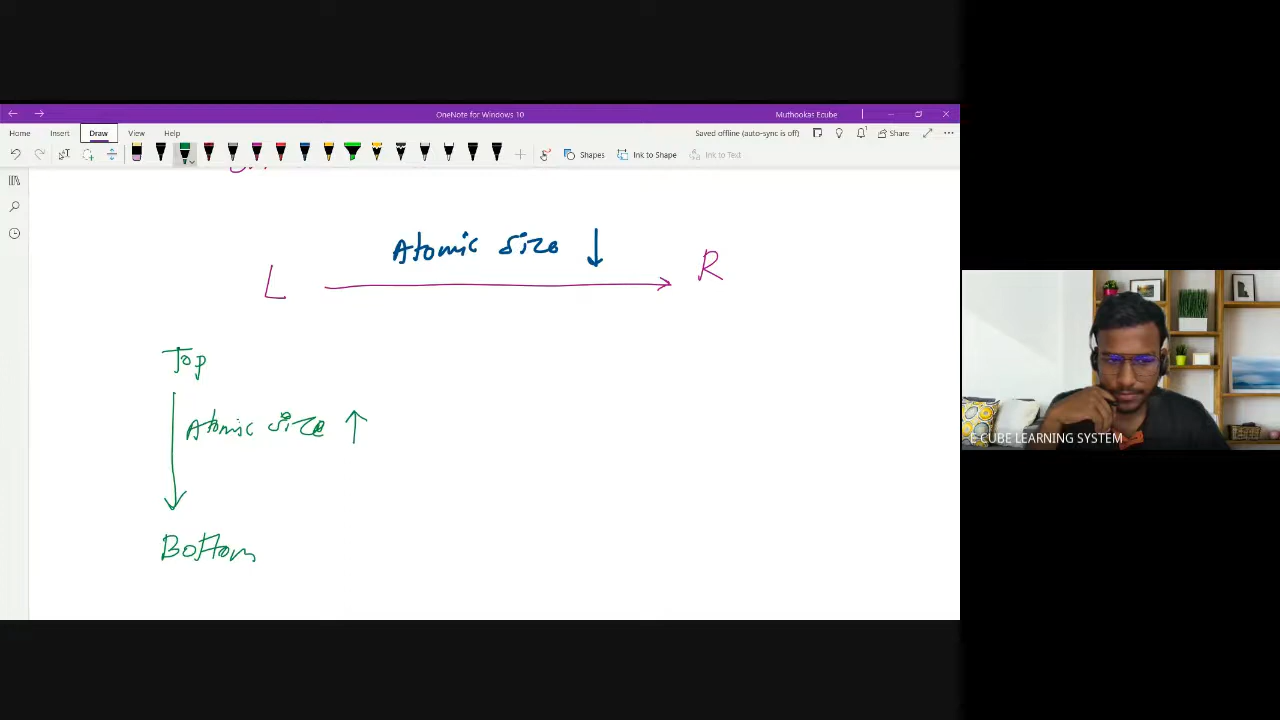 OneNote for Windows 10
Muthookas Ecube
Home Insert Draw View Help
Saved offline (auto-sync is off)
Share
Shapes
Ink to Shape
Ink to Text
Atomic size ↓
L
R
Top
Atomic size ↑
Bottom
E CUBE LEARNING SYSTEM